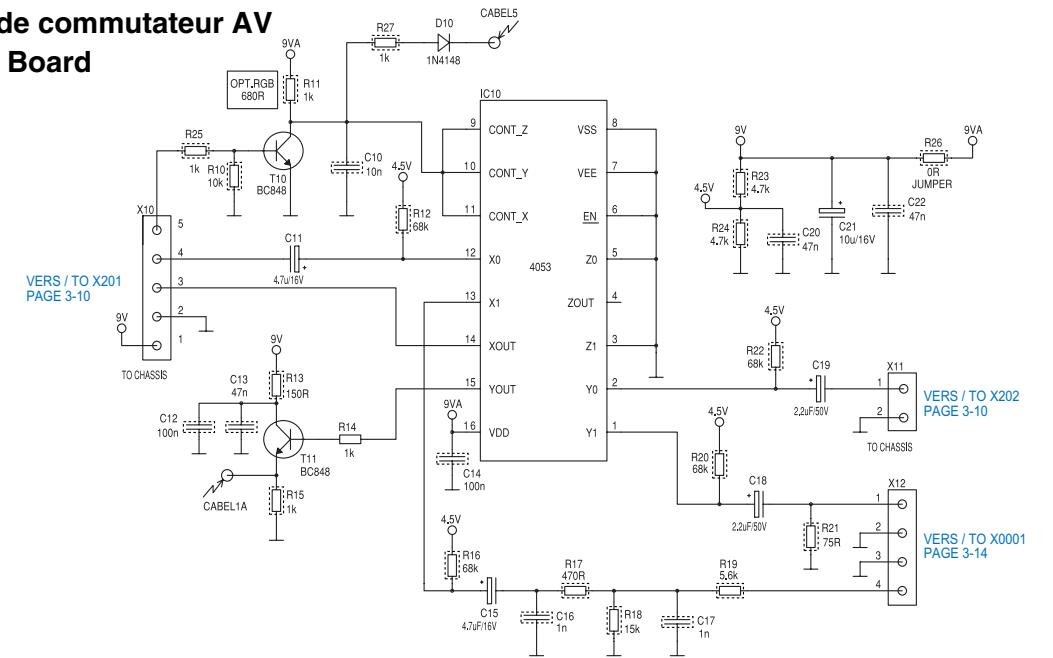 de commutateur AV
Board
CABEL5
R27
1k
D10
1N4148
9VA
OPT.RGB
680R
R11
1k
IC10
R25
1k
R10
10k
T10
BC848
C10
10n
4.5V
R12
68k
9 CONT_Z VSS 8
10 CONT_Y VEE 7
11 CONT_X EN 6
12 X0 Z0 5
4053
13 X1 ZOUT 4
14 XOUT Z1 3
15 YOUT Y0 2
16 VDD Y1 1
9V
9VA
R26
0R
JUMPER
R23
4.7k
4.5V
R24
4.7k
C20
47n
C21
10u/16V
C22
47n
X10
5
4
3
2
1
VERS / TO X201
PAGE 3-10
9V
TO CHASSIS
C11
4.7u/16V
9V
R13
150R
C13
47n
C12
100n
T11
BC848
R14
1k
CABEL1A
R15
1k
9VA
C14
100n
4.5V
R22
68k
C19
2,2uF/50V
X11
1
2
VERS / TO X202
PAGE 3-10
TO CHASSIS
4.5V
R20
68k
C18
2.2uF/50V
R21
75R
X12
1
2
3
4
VERS / TO X0001
PAGE 3-14
4.5V
R16
68k
C15
4.7uF/16V
C16
1n
R17
470R
R18
15k
C17
1n
R19
5.6k